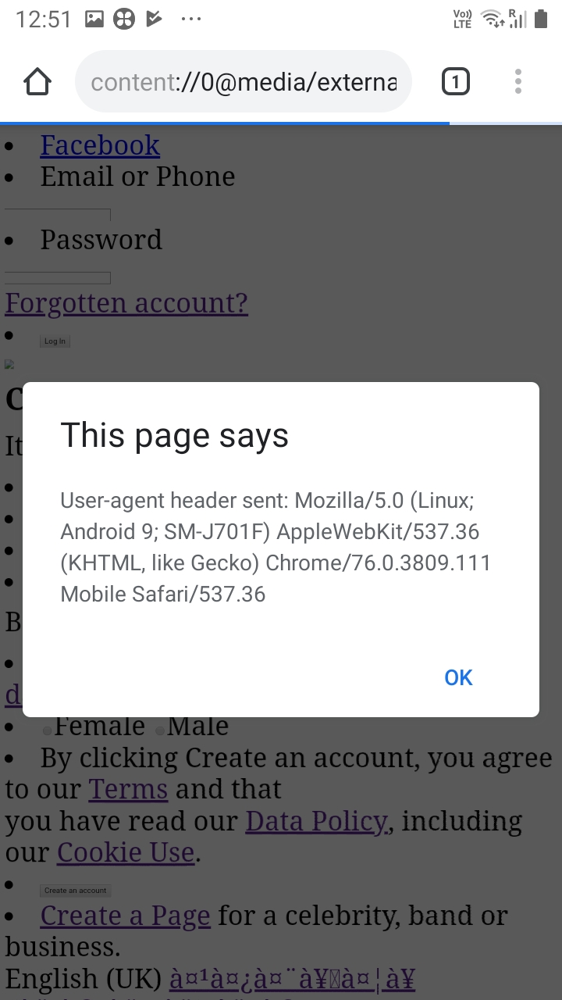 12:51
Vo)) LTE R
content://0@media/externa
1
Facebook
Email or Phone
Password
Forgotten account?
Log In
C
It
This page says
User-agent header sent: Mozilla/5.0 (Linux;
Android 9; SM-J701F) AppleWebKit/537.36
(KHTML, like Gecko) Chrome/76.0.3809.111
Mobile Safari/537.36
B
OK
d
Female Male
By clicking Create an account, you agree
to our Terms and that
you have read our Data Policy, including
our Cookie Use.
Create an account
Create a Page for a celebrity, band or
business.
English (UK) à¤¹à¤¿à¤¨à¥à¤¦à¥